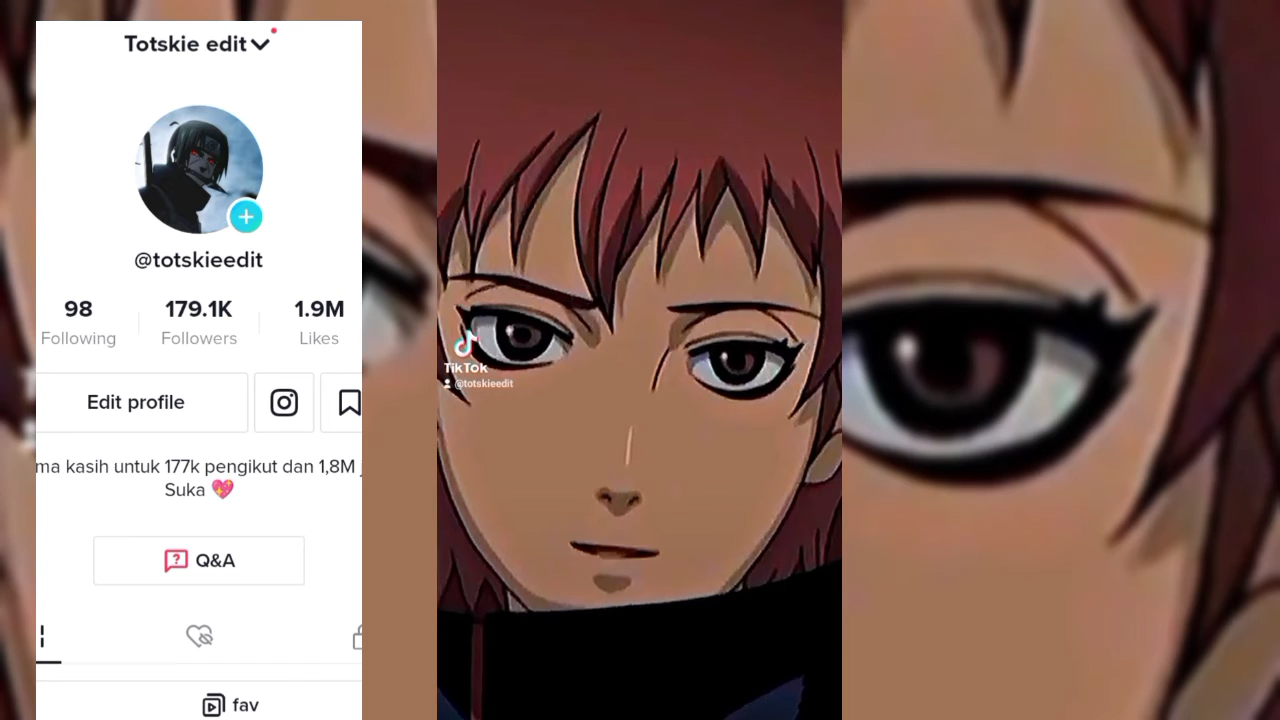 Totskie edit
@totskieedit
98
179.1K
1.9M
Following
Followers
Likes
Edit profile
ma kasih untuk 177k pengikut dan 1,8M
Suka 💖
Q&A
fav
TikTok
@totskieedit